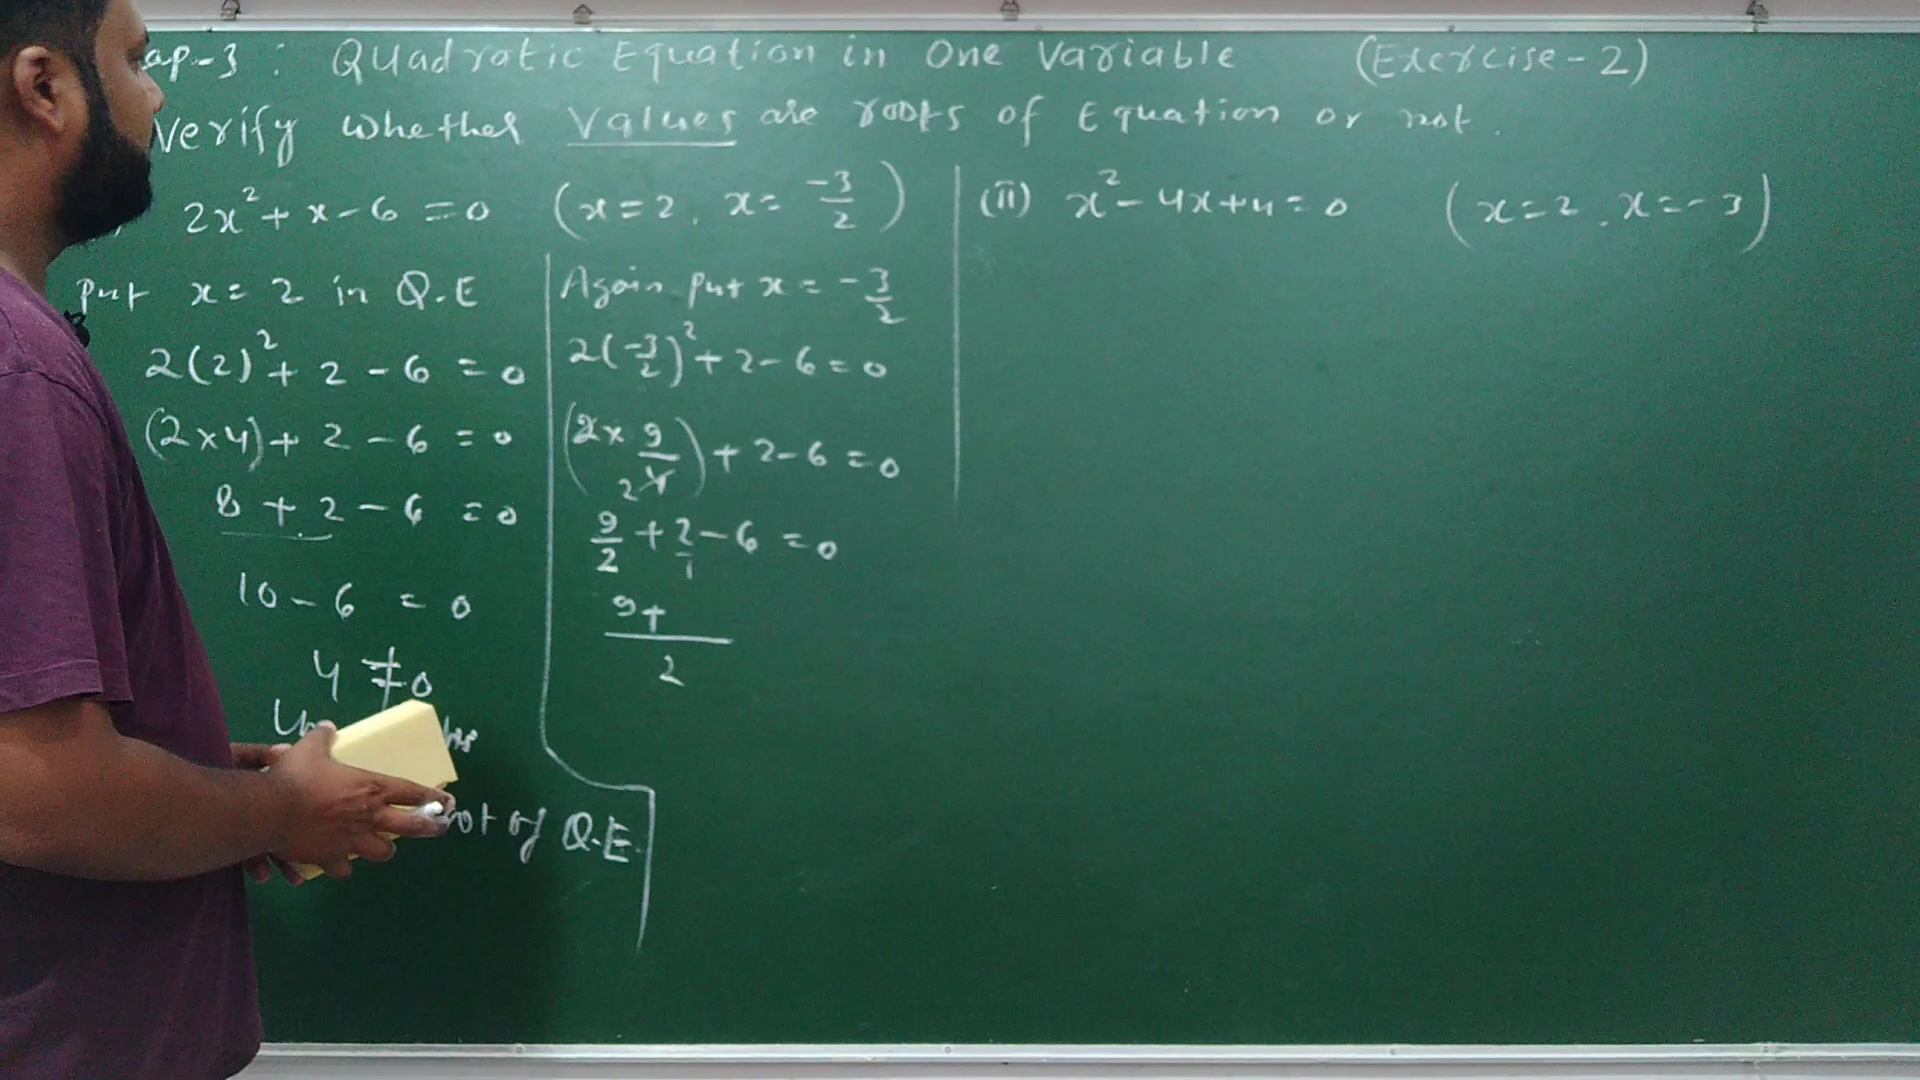 ap-3 : Quadratic Equation in One Variable (Exercise-2)
Verify whether Values are roots of Equation or not.
2x² + x - 6 = 0 (x = 2, x = -3/2)
Put x = 2 in Q.E
2(2)² + 2 - 6 = 0
(2×4) + 2 - 6 = 0
8 + 2 - 6 = 0
10 - 6 = 0
4 ≠ 0
of Q.E.
Again put x = -3/2
2(-3/2)² + 2 - 6 = 0
(2 × 9/4 2) + 2 - 6 = 0
9/2 + 2/1 - 6 = 0
9+
2
(ii) x² - 4x + 4 = 0 (x = 2, x = -3)